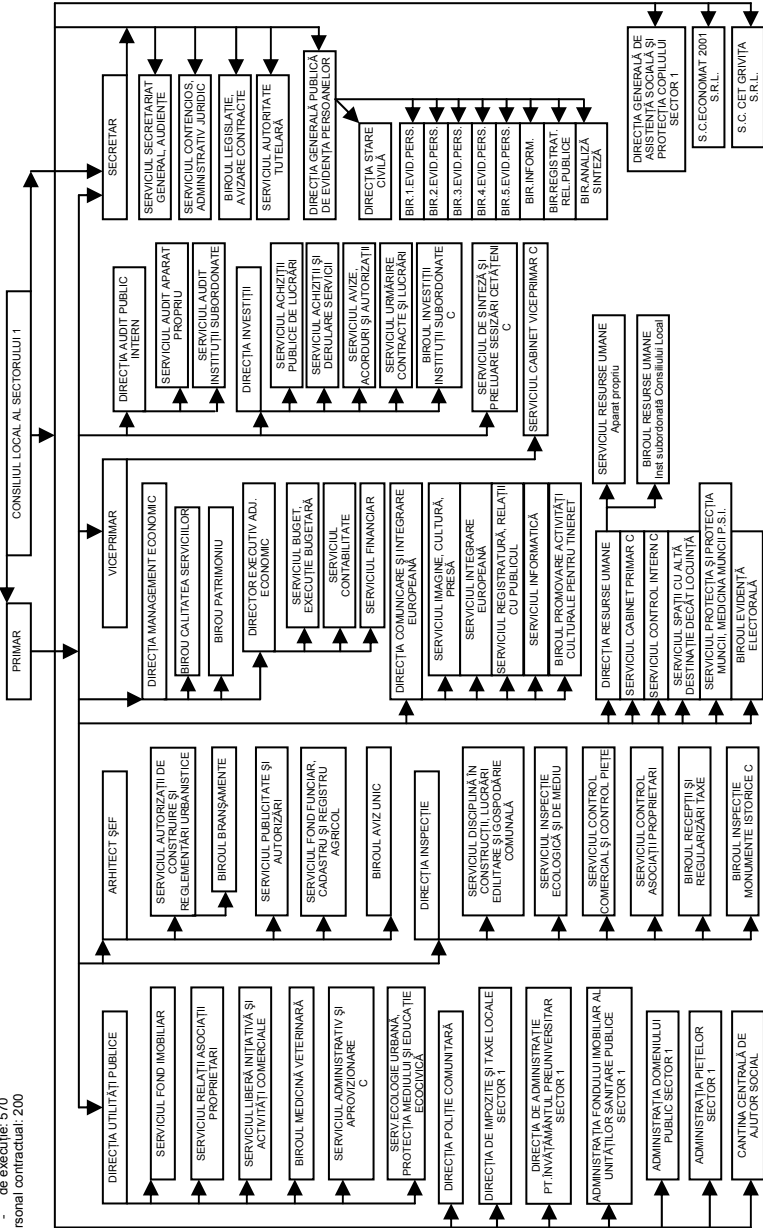 - de execuţie: 570
rsonal contractual: 200
CONSILIUL LOCAL AL SECTORULUI 1
PRIMAR
SECRETAR
SERVICIUL SECRETARIAT
GENERAL, AUDIENŢE
SERVICIUL CONTENCIOS,
ADMINISTRATIV JURIDIC
BIROUL LEGISLAŢIE,
AVIZARE CONTRACTE
SERVICIUL AUTORITATE
TUTELARĂ
DIRECŢIA GENERALĂ PUBLICĂ
DE EVIDENŢA PERSOANELOR
DIRECŢIA STARE
CIVILĂ
BIR.1.EVID.PERS.
BIR.2.EVID.PERS.
BIR.3.EVID.PERS.
BIR.4.EVID.PERS.
BIR.5.EVID.PERS.
BIR.INFORM.
BIR.REGISTRAT.
REL.PUBLICE
BIR.ANALIZĂ
SINTEZĂ
DIRECŢIA GENERALĂ DE
ASISTENŢĂ SOCIALĂ ŞI
PROTECŢIA COPILULUI
SECTOR 1
S.C.ECONOMAT 2001
S.R.L.
S.C. CET GRIVIŢA
S.R.L.
DIRECŢIA AUDIT PUBLIC
INTERN
SERVICIUL AUDIT APARAT
PROPRIU
SERVICIUL AUDIT
INSTITUŢII SUBORDONATE
DIRECŢIA INVESTIŢII
SERVICIUL ACHIZIŢII
PUBLICE DE LUCRĂRI
SERVICIUL ACHIZIŢII ŞI
DERULARE SERVICII
SERVICIUL AVIZE,
ACORDURI ŞI AUTORIZAŢII
SERVICIUL URMĂRIRE
CONTRACTE ŞI LUCRĂRI
BIROUL INVESTIŢII
INSTITUŢII SUBORDONATE
C
SERVICIUL DE SINTEZĂ ŞI
PRELUARE SESIZĂRI CETĂŢENI
C
VICEPRIMAR
SERVICIUL CABINET VICEPRIMAR C
DIRECŢIA MANAGEMENT ECONOMIC
BIROU CALITATEA SERVICIILOR
BIROU PATRIMONIU
DIRECTOR EXECUTIV ADJ.
ECONOMIC
SERVICIUL BUGET,
EXECUŢIE BUGETARĂ
SERVICIUL
CONTABILITATE
SERVICIUL FINANCIAR
DIRECŢIA COMUNICARE ŞI INTEGRARE
EUROPEANĂ
SERVICIUL IMAGINE, CULTURĂ,
PRESĂ
SERVICIUL INTEGRARE
EUROPEANĂ
SERVICIUL REGISTRATURĂ, RELAŢII
CU PUBLICUL
SERVICIUL INFORMATICĂ
BIROUL PROMOVARE ACTIVITĂŢI
CULTURALE PENTRU TINERET
DIRECŢIA RESURSE UMANE
SERVICIUL RESURSE UMANE
Aparat propriu
BIROUL RESURSE UMANE
Inst subordonată Consiliului Local
SERVICIUL CABINET PRIMAR C
SERVICIUL CONTROL INTERN C
SERVICIUL SPAŢII CU ALTĂ
DESTINAŢIE DECÂT LOCUINŢĂ
SERVICIUL PROTECŢIA ŞI PROTECŢIA
MUNCII, MEDICINA MUNCII P.S.I.
BIROUL EVIDENŢĂ
ELECTORALĂ
ARHITECT ŞEF
SERVICIUL AUTORIZAŢII DE
CONSTRUIRE ŞI
REGLEMENTĂRI URBANISTICE
BIROUL BRANŞAMENTE
SERVICIUL PUBLICITATE ŞI
AUTORIZĂRI
SERVICIUL FOND FUNCIAR,
CADASTRU ŞI REGISTRU
AGRICOL
BIROUL AVIZ UNIC
DIRECŢIA INSPECŢIE
SERVICIUL DISCIPLINĂ ÎN
CONSTRUCŢII, LUCRĂRI
EDILITARE ŞI GOSPODĂRIE
COMUNALĂ
SERVICIUL INSPECŢIE
ECOLOGICĂ ŞI DE MEDIU
SERVICIUL CONTROL
COMERCIAL ŞI CONTROL PIEŢE
SERVICIUL CONTROL
ASOCIAŢII PROPRIETARI
BIROUL RECEPŢII ŞI
REGULARIZĂRI TAXE
BIROUL INSPECŢIE
MONUMENTE ISTORICE C
DIRECŢIA UTILITĂŢI PUBLICE
SERVICIUL FOND IMOBILIAR
SERVICIUL RELAŢII ASOCIAŢII
PROPRIETARI
SERVICIUL LIBERĂ INIŢIATIVĂ ŞI
ACTIVITĂŢI COMERCIALE
BIROUL MEDICINĂ VETERINARĂ
SERVICIUL ADMINISTRATIV ŞI
APROVIZIONARE
C
SERV.ECOLOGIE URBANĂ,
PROTECŢIA MEDIULUI ŞI EDUCAŢIE
ECOCIVICĂ
DIRECŢIA POLIŢIE COMUNITARĂ
DIRECŢIA DE IMPOZITE ŞI TAXE LOCALE
SECTOR 1
DIRECŢIA DE ADMINISTRAŢIE
PT.ÎNVĂŢĂMÂNTUL PREUNIVERSITAR
SECTOR 1
ADMINISTRAŢIA FONDULUI IMOBILIAR AL
UNITĂŢILOR SANITARE PUBLICE
SECTOR 1
ADMINISTRAŢIA DOMENIULUI
PUBLIC SECTOR 1
ADMINISTRAŢIA PIEŢELOR
SECTOR 1
CANTINA CENTRALĂ DE
AJUTOR SOCIAL